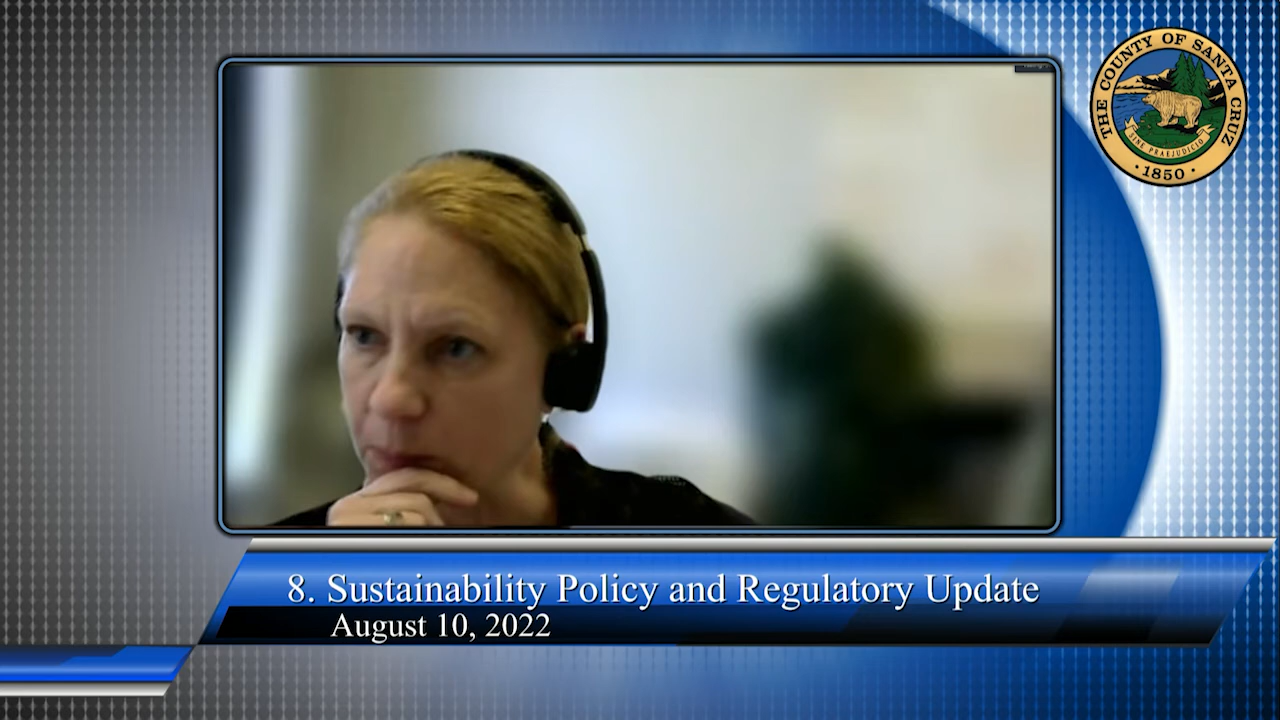 THE COUNTY OF SANTA CRUZ
SINE PRAEJUDICIO
• 1850 •
8. Sustainability Policy and Regulatory Update
August 10, 2022